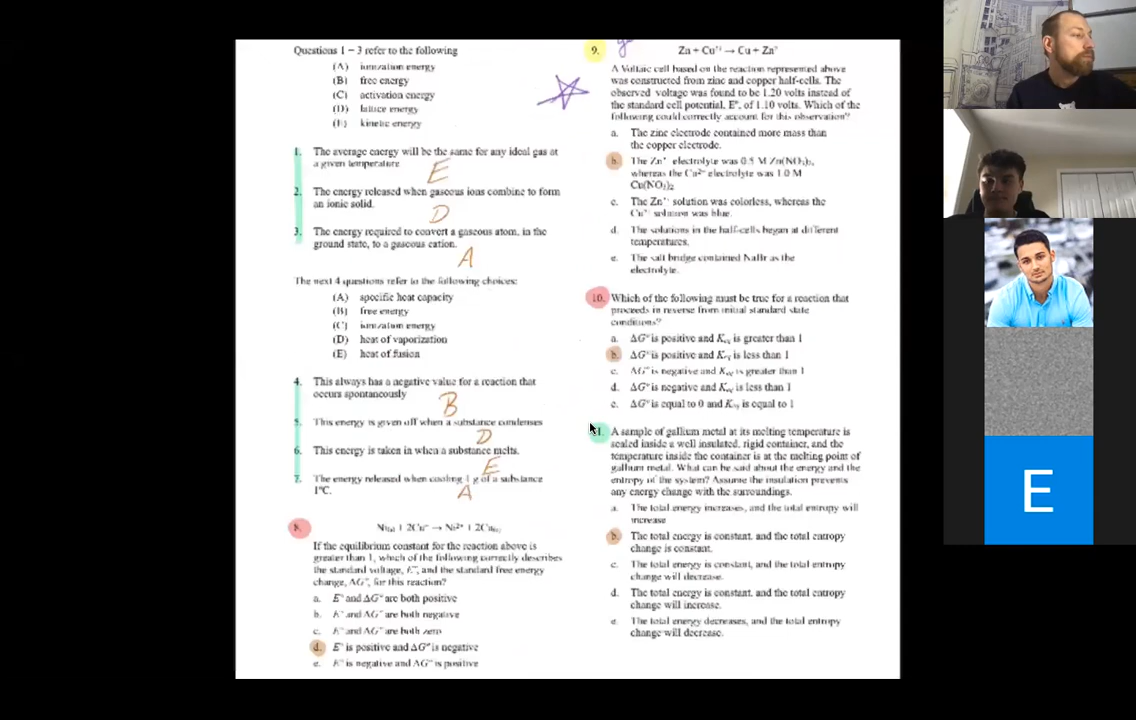 Questions 1 – 3 refer to the following
(A) ionization energy
(B) free energy
(C) activation energy
(D) lattice energy
(E) kinetic energy
1. The average energy will be the same for any ideal gas at
a given temperature
E
2. The energy released when gaseous ions combine to form
an ionic solid.
D
3. The energy required to convert a gaseous atom, in the
ground state, to a gaseous cation.
A
The next 4 questions refer to the following choices:
(A) specific heat capacity
(B) free energy
(C) ionization energy
(D) heat of vaporization
(E) heat of fusion
4. This always has a negative value for a reaction that
occurs spontaneously
B
5. This energy is given off when a substance condenses
D
6. This energy is taken in when a substance melts.
E
7. The energy released when cooling 1 g of a substance
1°C.
A
8.
If the equilibrium constant for the reaction above is
greater than 1, which of the following correctly describes
the standard voltage, E°, and the standard free energy
change, ΔG°, for this reaction?
a. E° and ΔG° are both positive
b. E° and ΔG° are both negative
c. E° and ΔG° are both zero
d. E° is positive and ΔG° is negative
e. E° is negative and ΔG° is positive
9. Zn + Cu²⁺ → Cu + Zn²⁺
A Voltaic cell based on the reaction represented above
was constructed from zinc and copper half-cells. The
observed voltage was found to be 1.20 volts instead of
the standard cell potential, E°, of 1.10 volts. Which of the
following could correctly account for this observation?
a. The zinc electrode contained more mass than
the copper electrode.
b. The Zn²⁺ electrolyte was 0.5 M Zn(NO₃)₂,
whereas the Cu²⁺ electrolyte was 1.0 M
Cu(NO₃)₂
c. The Zn²⁺ solution was colorless, whereas the
Cu²⁺ solution was blue.
d. The solutions in the half-cells began at different
temperatures.
e. The salt bridge contained NaBr as the
electrolyte.
10. Which of the following must be true for a reaction that
proceeds in reverse from initial standard state
conditions?
a. ΔG° is positive and Keq is greater than 1
b. ΔG° is positive and Keq is less than 1
c. ΔG° is negative and Keq is greater than 1
d. ΔG° is negative and Keq is less than 1
e. ΔG° is equal to 0 and Keq is equal to 1
11. A sample of gallium metal at its melting temperature is
sealed inside a well insulated, rigid container, and the
temperature inside the container is at the melting point of
gallium metal. What can be said about the energy and the
entropy of the system? Assume the insulation prevents
any energy change with the surroundings.
a. The total energy increases, and the total entropy will
increase
b. The total energy is constant, and the total entropy
change is constant.
c. The total energy is constant, and the total entropy
change will decrease.
d. The total energy is constant, and the total entropy
change will increase.
e. The total energy decreases, and the total entropy
change will decrease.
E